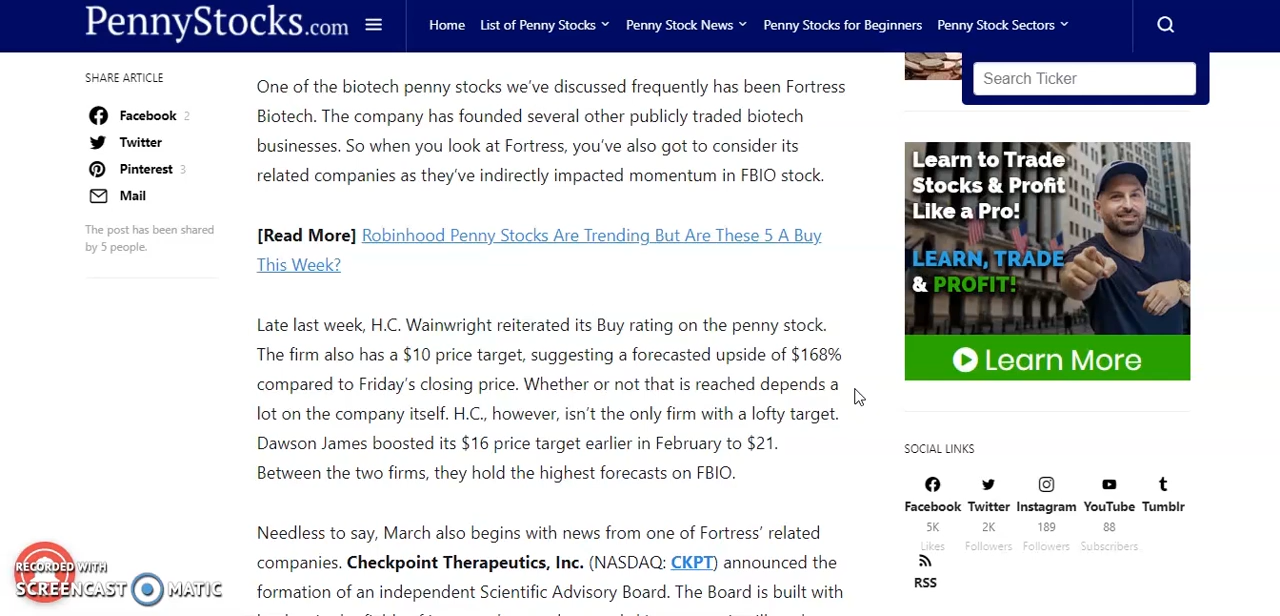 PennyStocks.com
Home
List of Penny Stocks
Penny Stock News
Penny Stocks for Beginners
Penny Stock Sectors
Search Ticker
SHARE ARTICLE
Facebook 2
Twitter
Pinterest 3
Mail
The post has been shared
by 5 people.
One of the biotech penny stocks we've discussed frequently has been Fortress
Biotech. The company has founded several other publicly traded biotech
businesses. So when you look at Fortress, you've also got to consider its
related companies as they've indirectly impacted momentum in FBIO stock.
[Read More] Robinhood Penny Stocks Are Trending But Are These 5 A Buy
This Week?
Late last week, H.C. Wainwright reiterated its Buy rating on the penny stock.
The firm also has a $10 price target, suggesting a forecasted upside of $168%
compared to Friday's closing price. Whether or not that is reached depends a
lot on the company itself. H.C., however, isn't the only firm with a lofty target.
Dawson James boosted its $16 price target earlier in February to $21.
Between the two firms, they hold the highest forecasts on FBIO.
Needless to say, March also begins with news from one of Fortress' related
companies. Checkpoint Therapeutics, Inc. (NASDAQ: CKPT) announced the
formation of an independent Scientific Advisory Board. The Board is built with
Learn to Trade
Stocks & Profit
Like a Pro!
LEARN, TRADE
& PROFIT!
Learn More
SOCIAL LINKS
Facebook
5K
Likes
Twitter
2K
Followers
Instagram
189
Followers
YouTube
88
Subscribers
Tumblr
RSS
RECORDED WITH
SCREENCAST MATIC